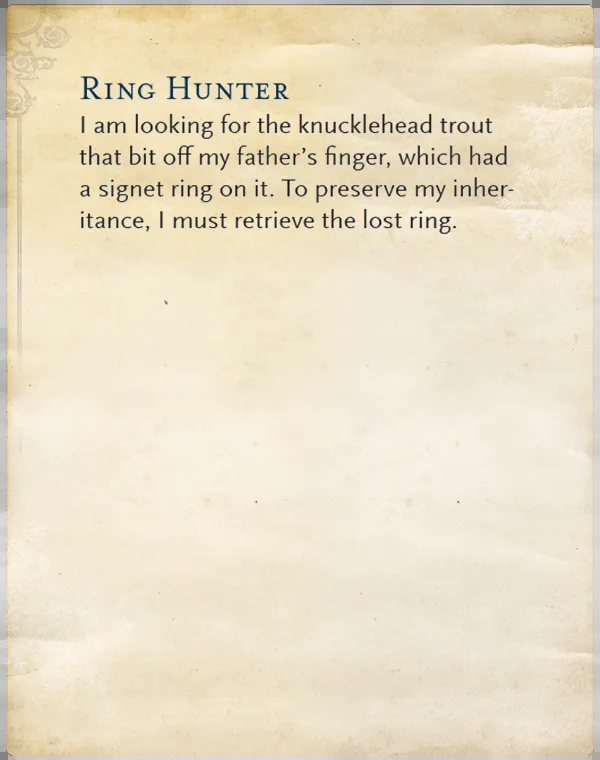 Ring Hunter
I am looking for the knucklehead trout
that bit off my father’s finger, which had
a signet ring on it. To preserve my inher-
itance, I must retrieve the lost ring.